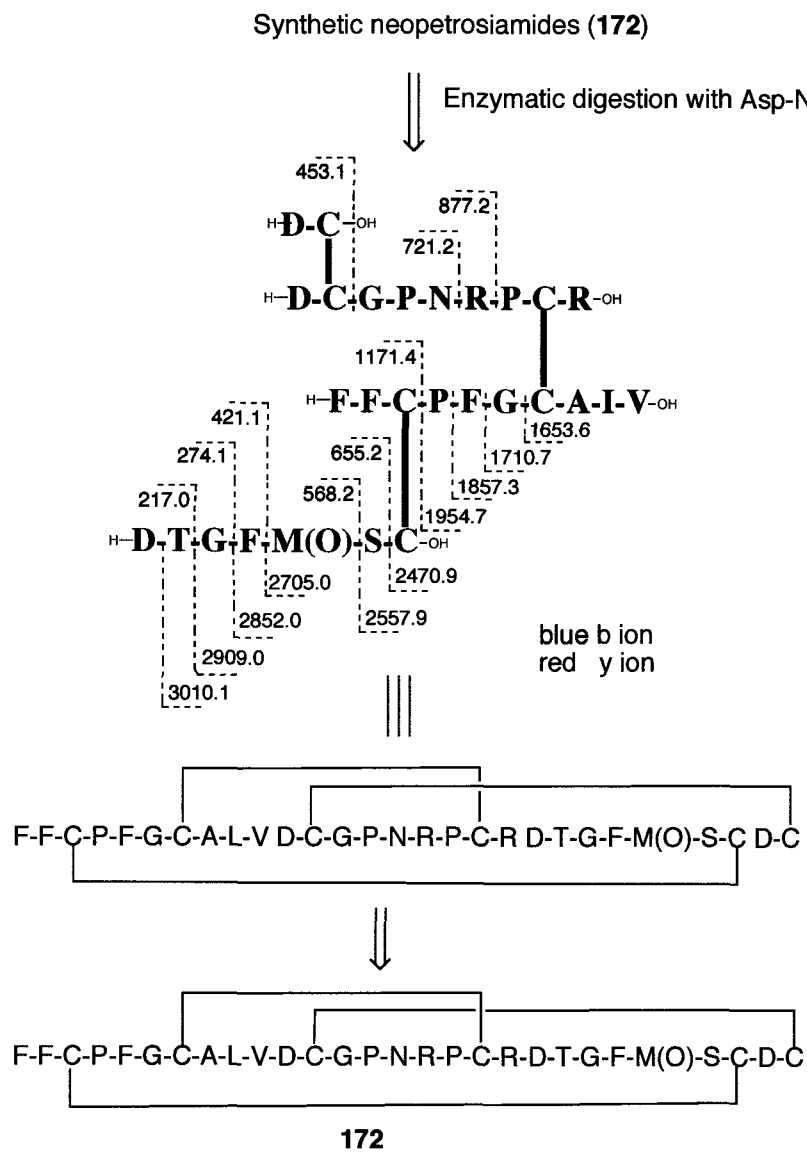 Synthetic neopetrosiamides (172)
Enzymatic digestion with Asp-N
453.1
877.2
H-D-C-OH
721.2
H-D-C-G-P-N-R-P-C-R-OH
1171.4
H-F-F-C-P-F-G-C-A-I-V-OH
421.1
1653.6
274.1
655.2
1710.7
217.0
568.2
1857.3
1954.7
H-D-T-G-F-M(O)-S-C-OH
2705.0
2470.9
2852.0
2557.9
2909.0
3010.1
blue b ion
red y ion
F-F-C-P-F-G-C-A-L-V D-C-G-P-N-R-P-C-R D-T-G-F-M(O)-S-C D-C
F-F-C-P-F-G-C-A-L-V-D-C-G-P-N-R-P-C-R-D-T-G-F-M(O)-S-C-D-C
172